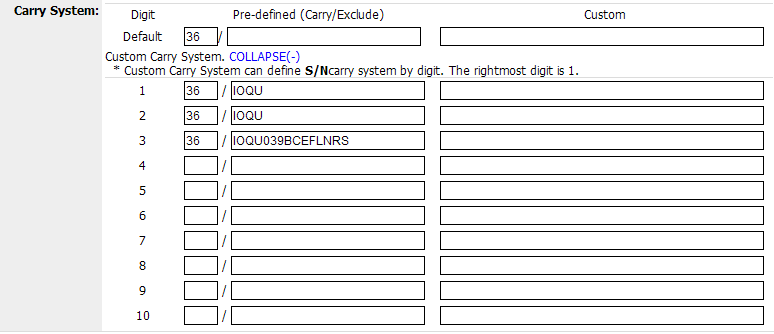 Carry System: Digit Pre-defined (Carry/Exclude) Custom
Default 36 /
Custom Carry System. COLLAPSE(-)
* Custom Carry System can define S/Ncarry system by digit. The rightmost digit is 1.
1 36 / IOQU
2 36 / IOQU
3 36 / IOQU039BCEFLNRS
4 /
5 /
6 /
7 /
8 /
9 /
10 /